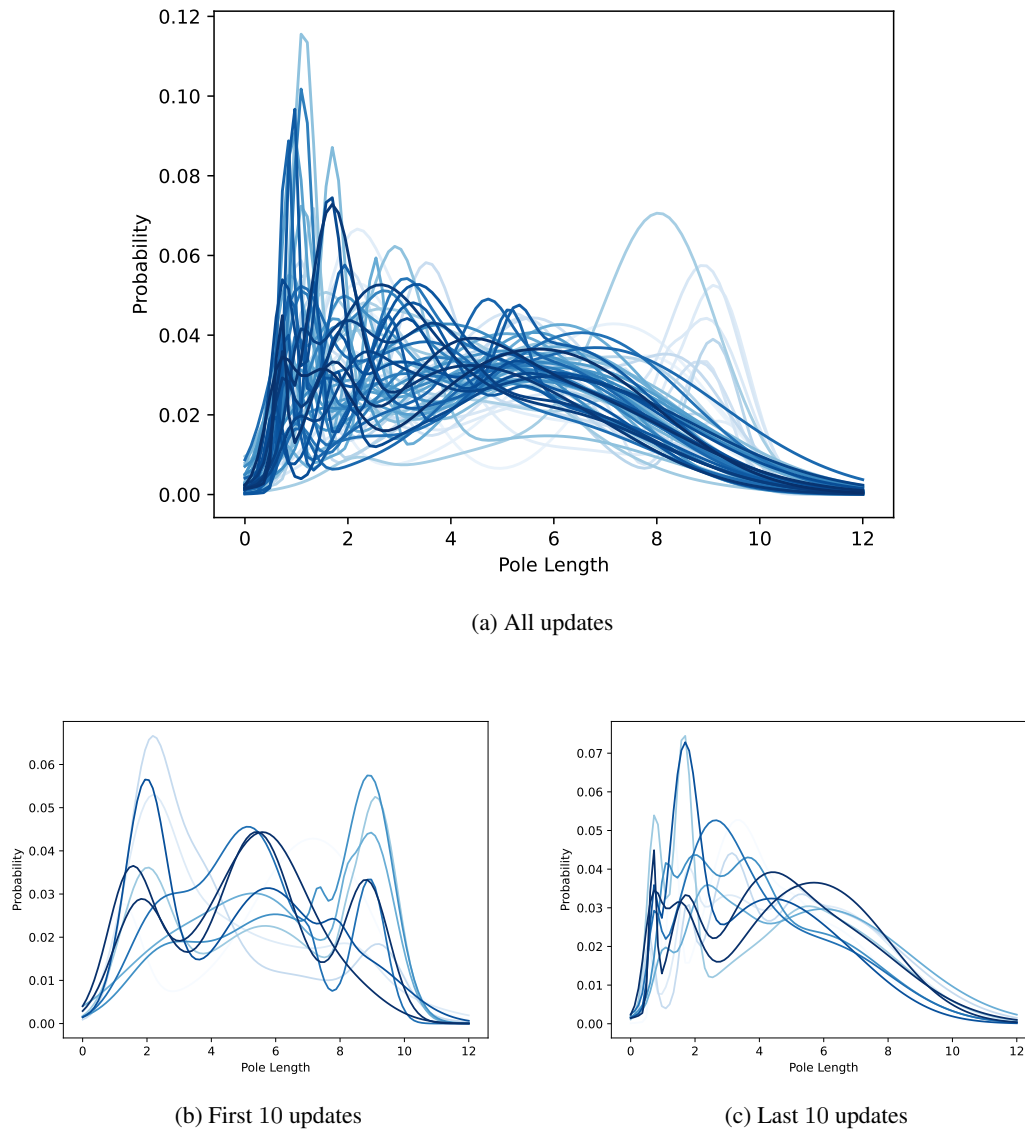 0.12
0.10
0.08
0.06
0.04
0.02
0.00
Probability
0 2 4 6 8 10 12
Pole Length
(a) All updates
0.06
0.05
0.04
0.03
0.02
0.01
0.00
Probability
0 2 4 6 8 10 12
Pole Length
(b) First 10 updates
0.07
0.06
0.05
0.04
0.03
0.02
0.01
0.00
Probability
0 2 4 6 8 10 12
Pole Length
(c) Last 10 updates